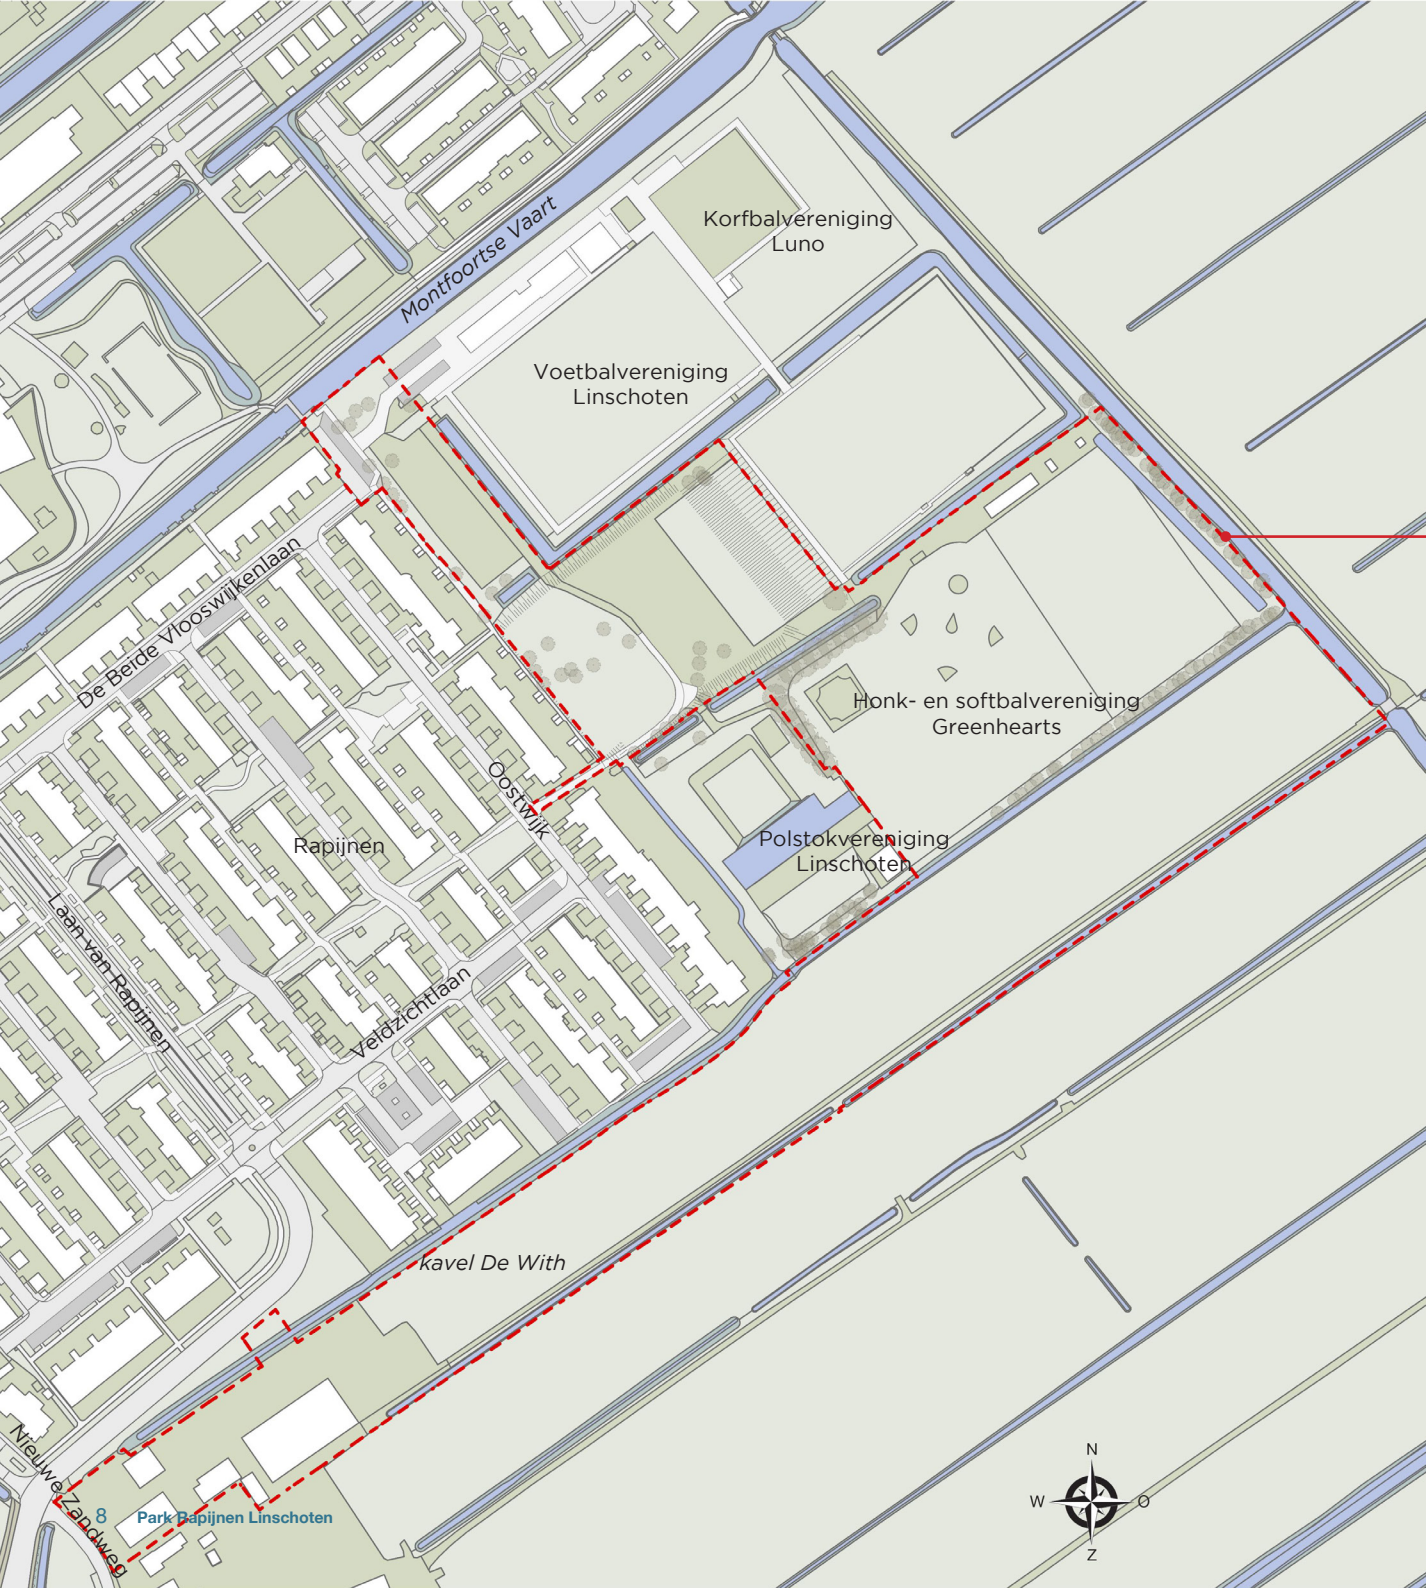 Korfbalvereniging
Luno
Montfoortse Vaart
Voetbalvereniging
Linschoten
De Beide Vlooswijkenlaan
Honk- en softbalvereniging
Greenhearts
Oostwijk
Rapijnen
Polstokvereniging
Linschoten
Laan van Rapijnen
Veldzichtlaan
kavel De With
Nieuwe Zandweg
N
W
O
Z
8 Park Rapijnen Linschoten